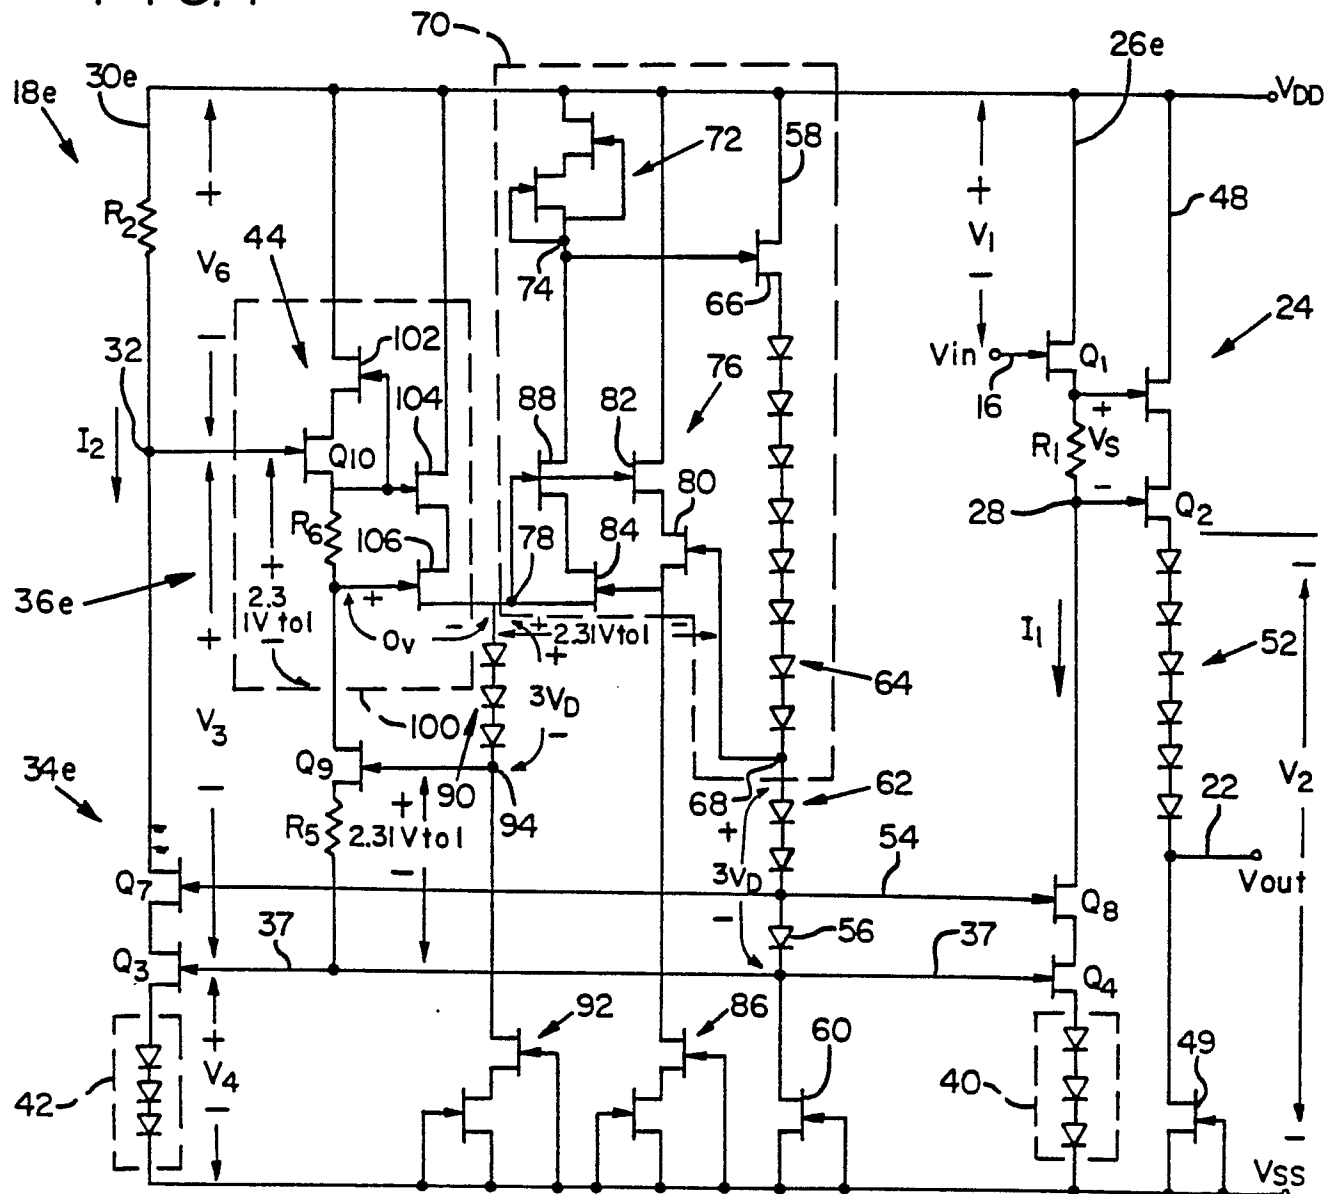 70
26e
30e
18e
VDD
72
58
R2
+
V6
−
+
V1
−
48
44
74
66
24
32
102
Vin
Q1
16
76
I2
104
88
82
+
VS
−
R1
Q10
80
28
Q2
R6
106
78
84
36e
+
2.3
1Vtol
−
+
0v
−
+
2.31Vtol
−
I1
−
52
+
3VD
−
64
+
V3
−
100
34e
Q9
90
94
68
62
V2
22
R5
+
2.31Vtol
−
+
3VD
−
54
Vout
Q7
Q8
37
56
37
Q3
Q4
92
86
60
49
42
+
V4
−
40
−
VSS